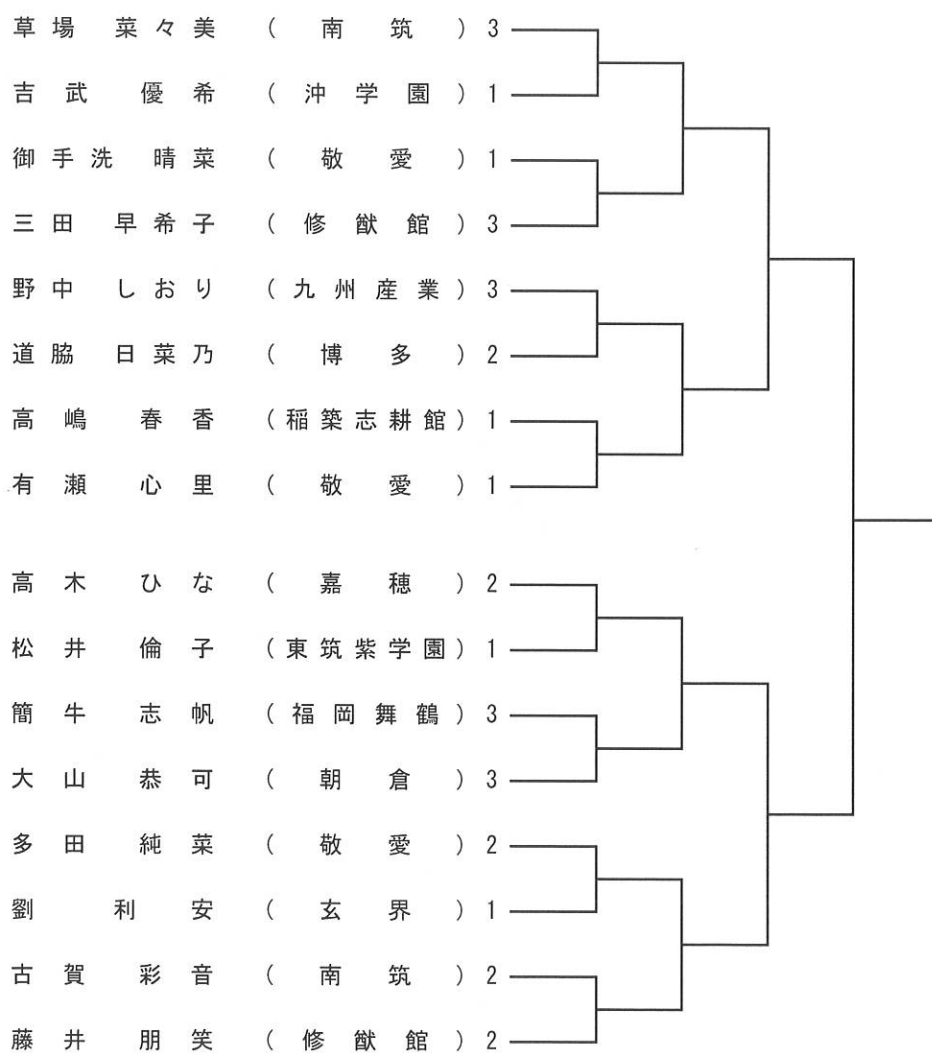 草場 菜々美 (南筑) 3
吉武 優希 (沖学園) 1
御手洗 晴菜 (敬愛) 1
三田 早希子 (修猷館) 3
野中 しおり (九州産業) 3
道脇 日菜乃 (博多) 2
高嶋 春香 (稲築志耕館) 1
有瀬 心里 (敬愛) 1
高木 ひな (嘉穂) 2
松井 倫子 (東筑紫学園) 1
簡牛 志帆 (福岡舞鶴) 3
大山 恭可 (朝倉) 3
多田 純菜 (敬愛) 2
劉 利安 (玄界) 1
古賀 彩音 (南筑) 2
藤井 朋笑 (修猷館) 2